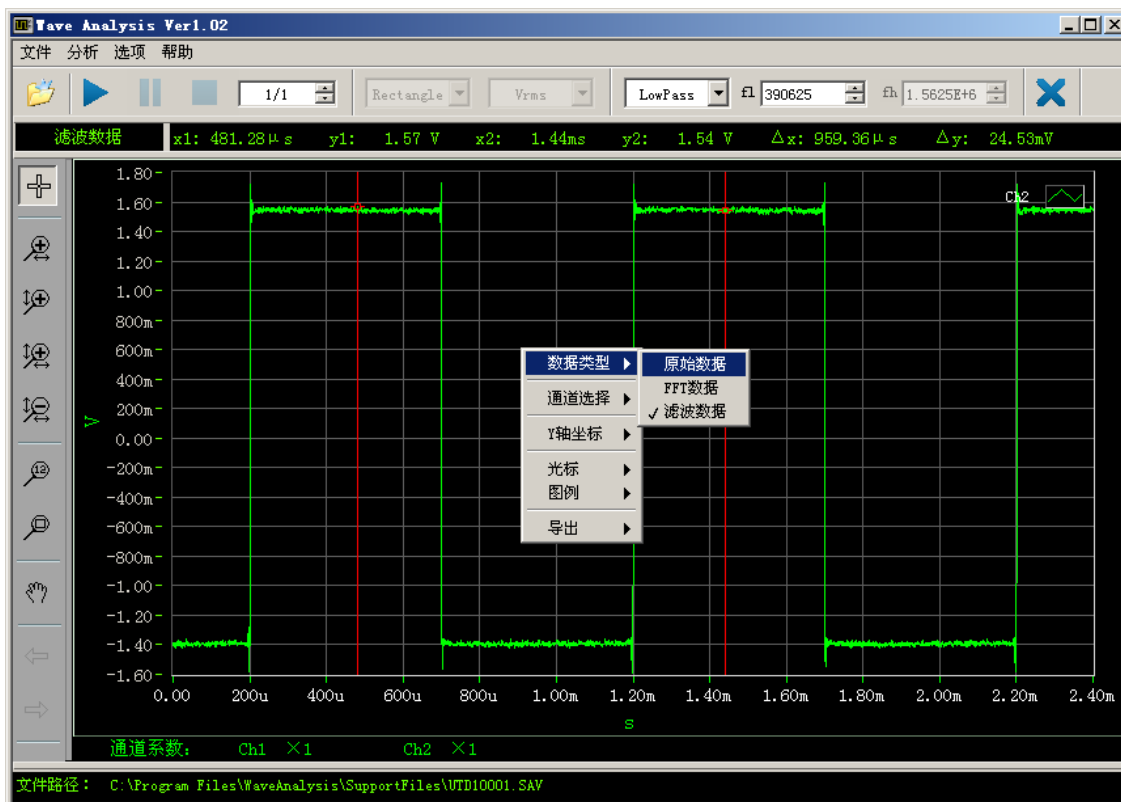 Wave Analysis Ver1.02
文件 分析 选项 帮助
1/1 Rectangle Vrms LowPass fl 390625 fh 1.5625E+6
滤波数据 x1: 481.28μs y1: 1.57 V x2: 1.44ms y2: 1.54 V Δx: 959.36μs Δy: 24.53mV
1.80
1.60
1.40
1.20
1.00
800m
600m
400m
200m
0.00
-200m
-400m
-600m
-800m
-1.00
-1.20
-1.40
-1.60
V
Ch2
数据类型
通道选择
Y轴坐标
光标
图例
导出
原始数据
FFT数据
✓滤波数据
0.00 200u 400u 600u 800u 1.00m 1.20m 1.40m 1.60m 1.80m 2.00m 2.20m 2.40m
s
通道系数: Ch1 ×1 Ch2 ×1
文件路径: C:\Program Files\WaveAnalysis\SupportFiles\UTD10001.SAV